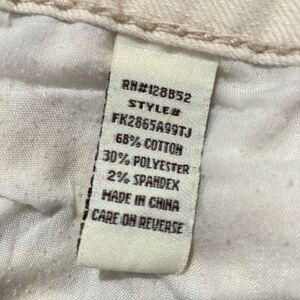 RN#128852
STYLE#
FK2865A99TJ
68% COTTON
30% POLYESTER
2% SPANDEX
MADE IN CHINA
CARE ON REVERSE